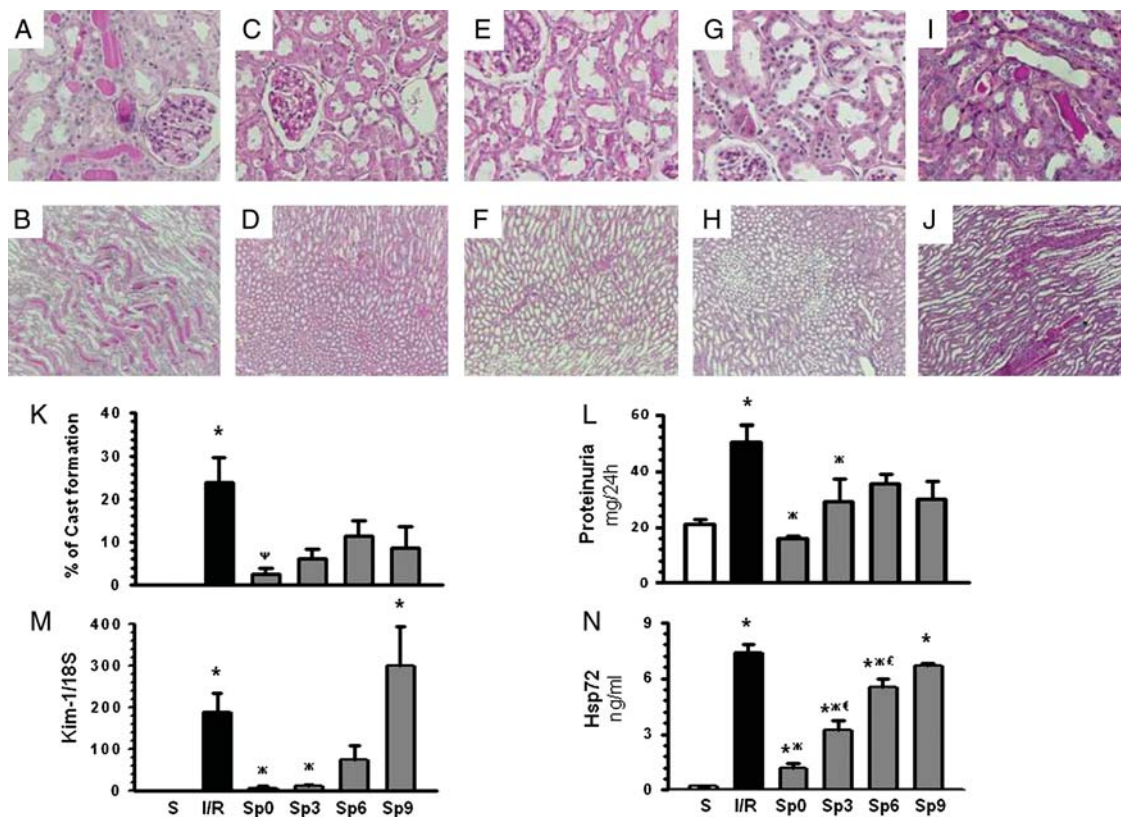 A C E G I
B D F H J
K
% of Cast formation
40
30
20
10
0
*
Ψ
L
Proteinuria
mg/24h
60
40
20
0
*
ж
ж
M
Kim-1/18S
400
300
200
100
0
*
ж
ж
*
S I/R Sp0 Sp3 Sp6 Sp9
N
Hsp72
ng/ml
9
6
3
0
*
*ж
*ж€
*ж€
*
S I/R Sp0 Sp3 Sp6 Sp9